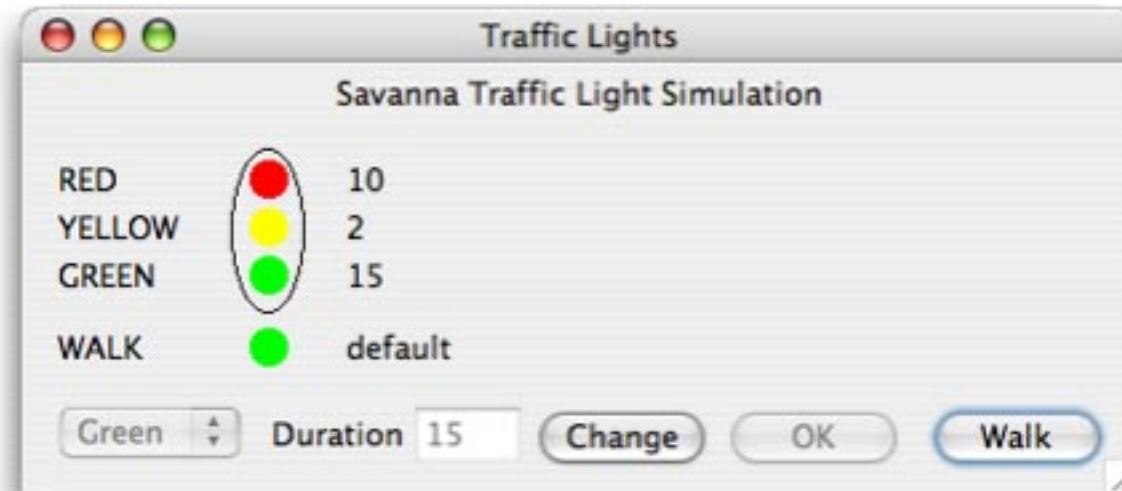 Traffic Lights
Savanna Traffic Light Simulation
RED 10
YELLOW 2
GREEN 15
WALK default
Green Duration 15 Change OK Walk